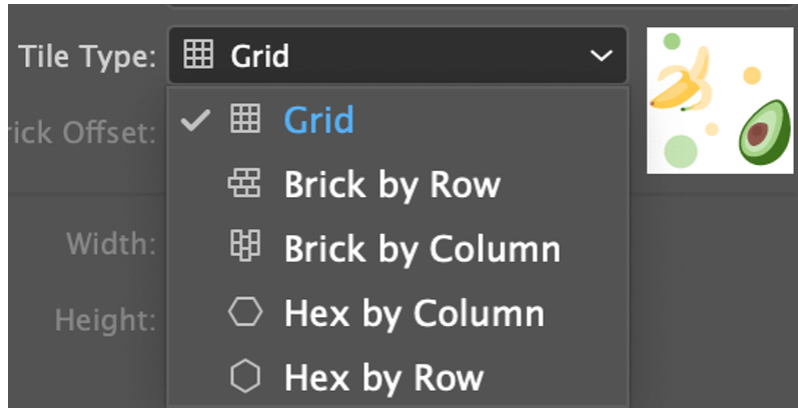 Tile Type: Grid
rick Offset: Grid
Brick by Row
Width: Brick by Column
Height: Hex by Column
Hex by Row